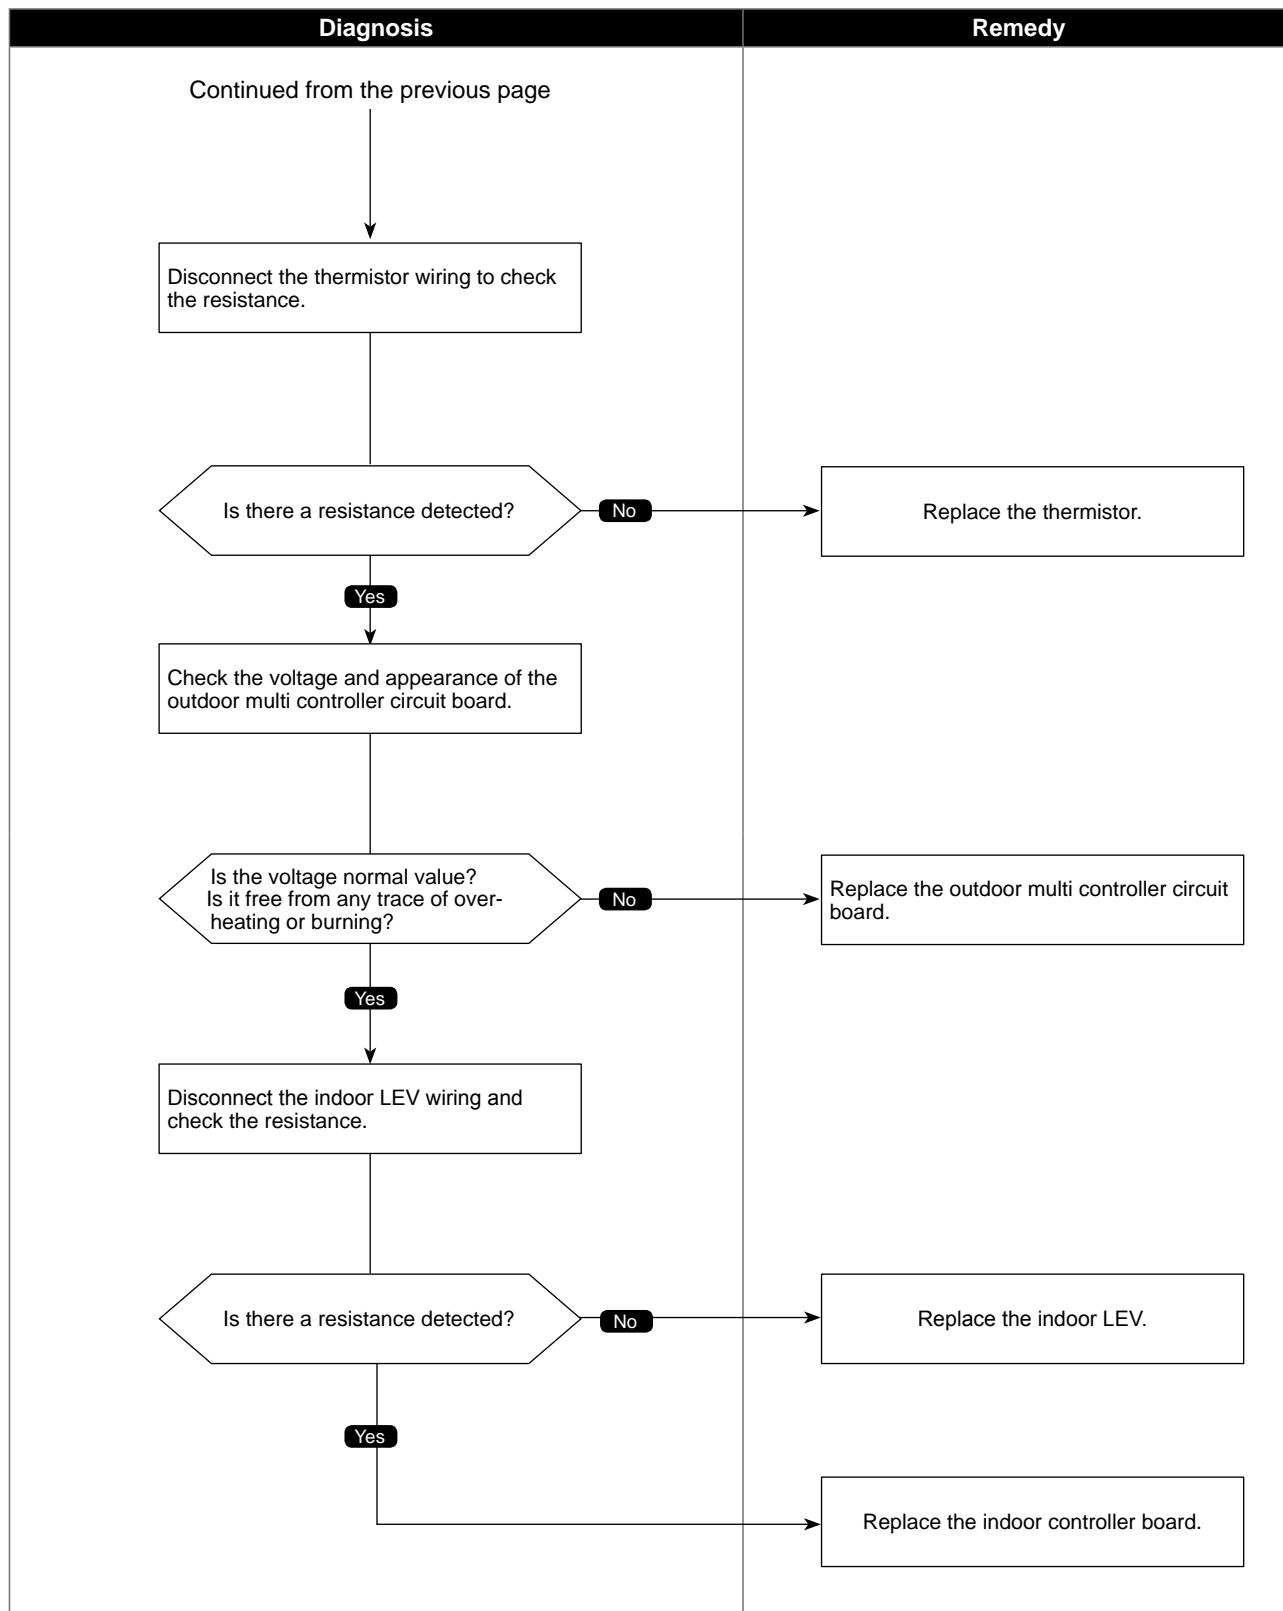 Diagnosis
Remedy
Continued from the previous page
Disconnect the thermistor wiring to check
the resistance.
Is there a resistance detected?
No
Replace the thermistor.
Yes
Check the voltage and appearance of the
outdoor multi controller circuit board.
Is the voltage normal value?
Is it free from any trace of over-
heating or burning?
No
Replace the outdoor multi controller circuit
board.
Yes
Disconnect the indoor LEV wiring and
check the resistance.
Is there a resistance detected?
No
Replace the indoor LEV.
Yes
Replace the indoor controller board.